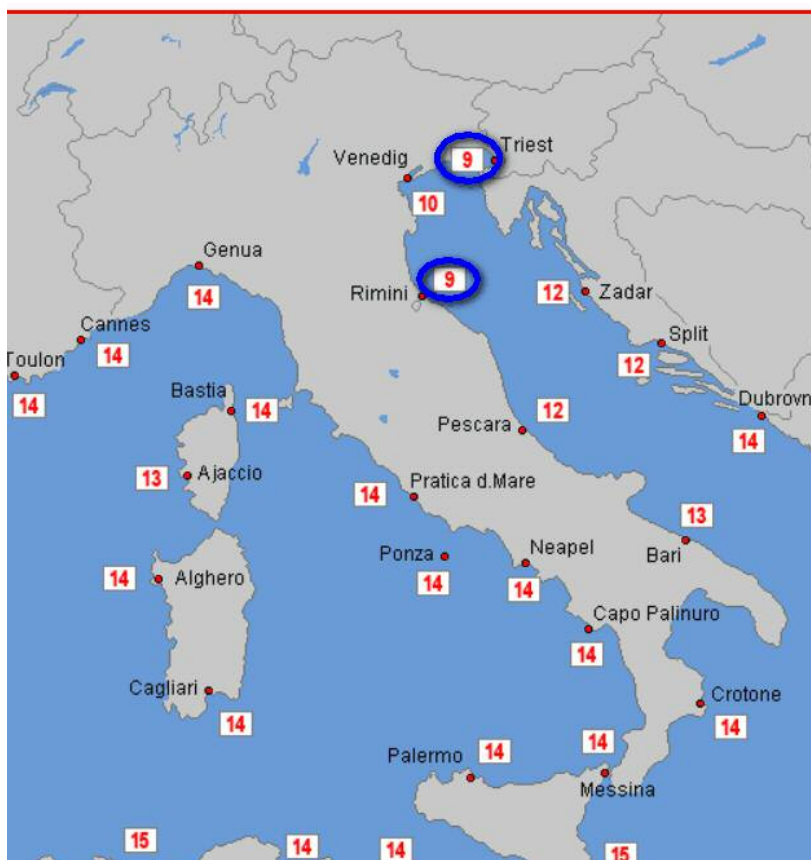 Triest
9
Venedig
10
Genua
14
Rimini
9
12
Zadar
Cannes
14
Split
12
Toulon
14
Bastia
14
Dubrovn
14
Pescara
12
13
Ajaccio
14
Pratica d.Mare
13
Bari
Ponza
14
Neapel
14
14
Alghero
Capo Palinuro
14
Cagliari
14
Crotone
14
Palermo
14
14
Messina
15
14
14
15